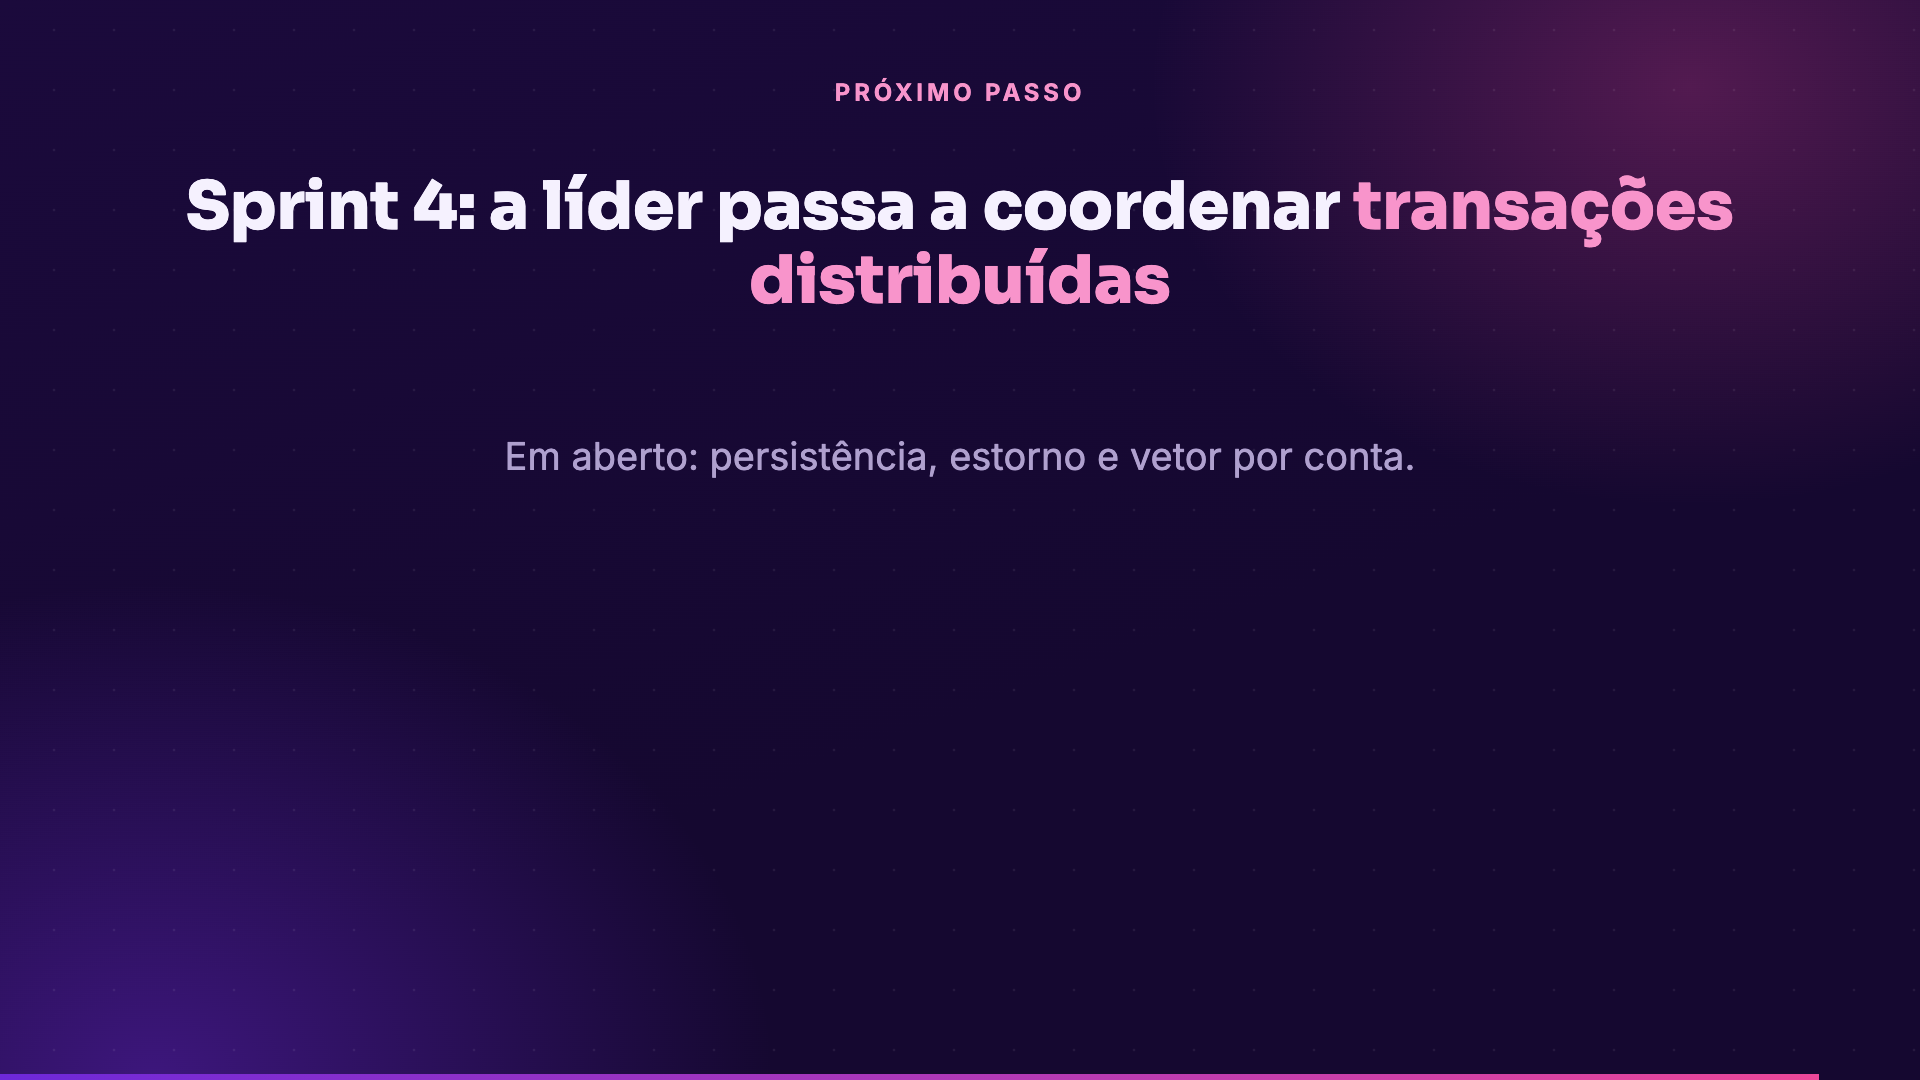 PRÓXIMO PASSO
Sprint 4: a líder passa a coordenar transações
distribuídas
Em aberto: persistência, estorno e vetor por conta.